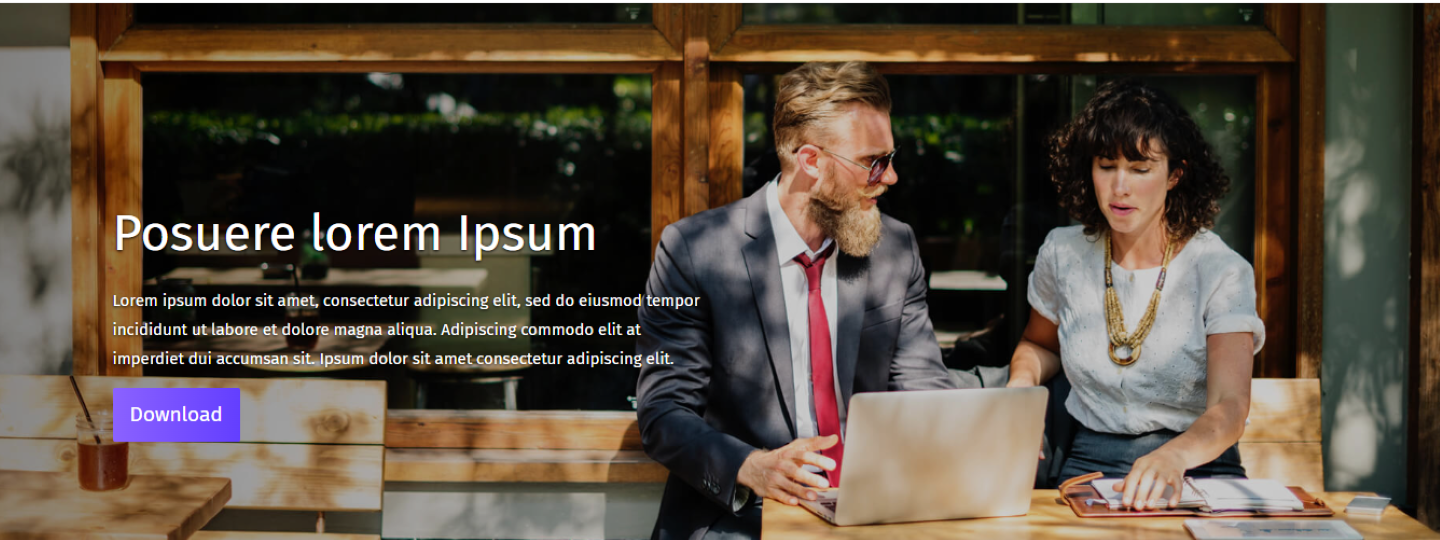 Posuere lorem Ipsum
Lorem ipsum dolor sit amet, consectetur adipiscing elit, sed do eiusmod tempor
incididunt ut labore et dolore magna aliqua. Adipiscing commodo elit at
imperdiet dui accumsan sit. Ipsum dolor sit amet consectetur adipiscing elit.
Download